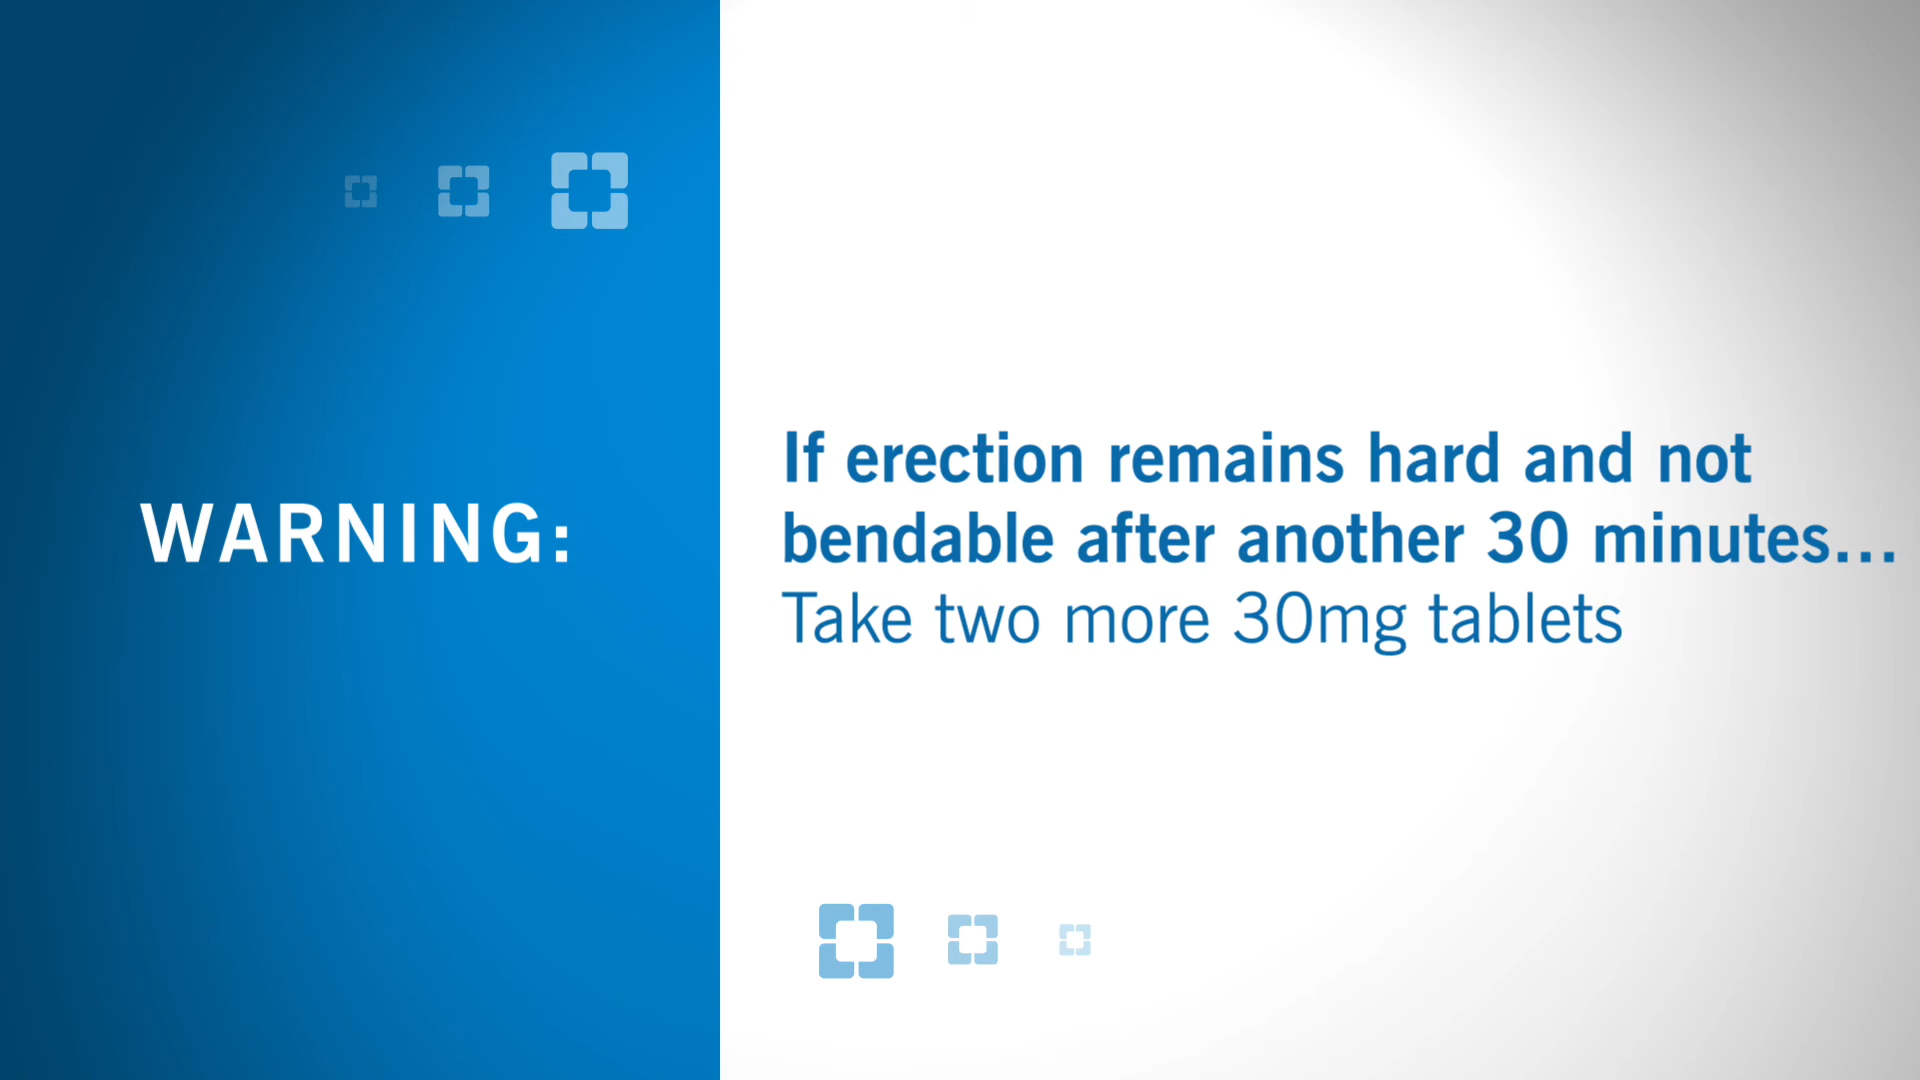 WARNING:
If erection remains hard and not
bendable after another 30 minutes...
Take two more 30mg tablets